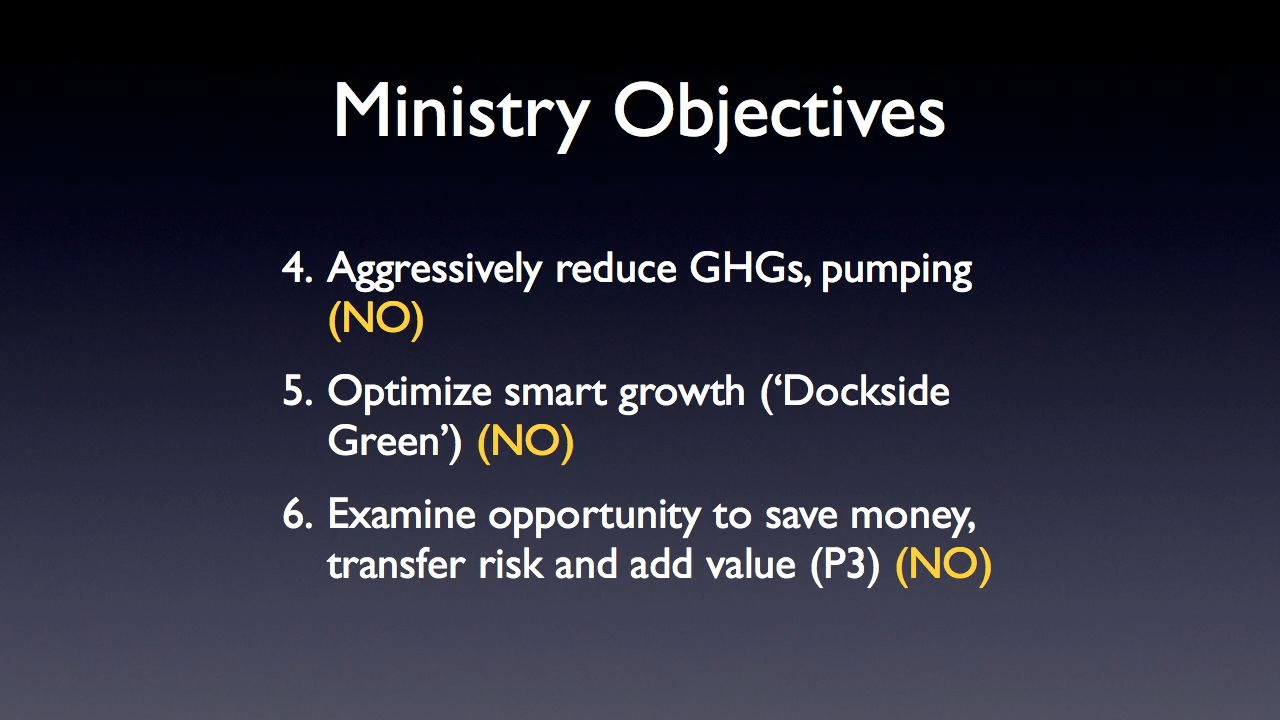 Ministry Objectives
4. Aggressively reduce GHGs, pumping
(NO)
5. Optimize smart growth (‘Dockside
Green’) (NO)
6. Examine opportunity to save money,
transfer risk and add value (P3) (NO)